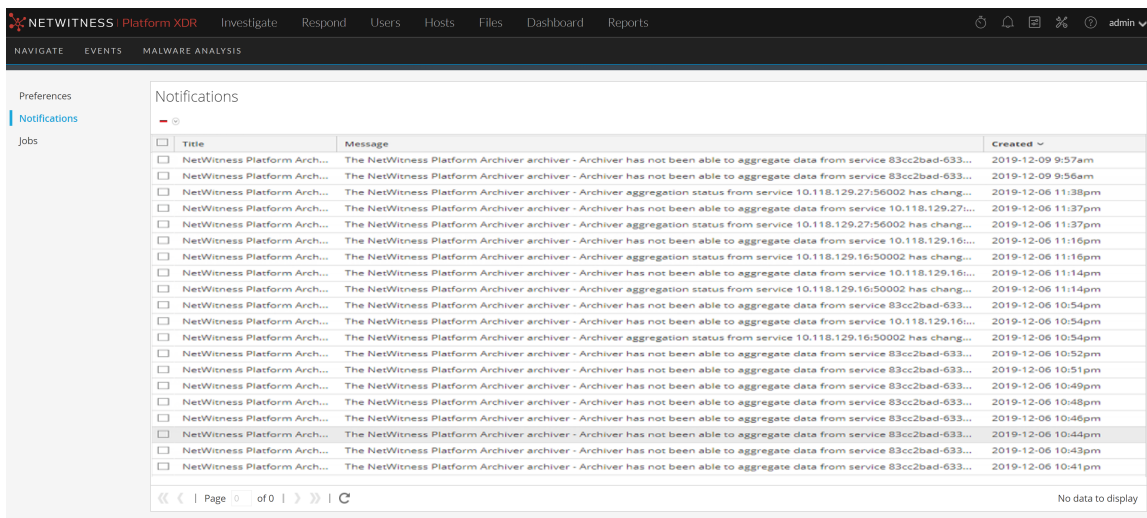 NETWITNESS Platform XDR Investigate Respond Users Hosts Files Dashboard Reports admin
NAVIGATE EVENTS MALWARE ANALYSIS
Preferences
Notifications
Jobs
Notifications
Title Message Created
NetWitness Platform Arch... The NetWitness Platform Archiver archiver - Archiver has not been able to aggregate data from service 83cc2bad-633... 2019-12-09 9:57am
NetWitness Platform Arch... The NetWitness Platform Archiver archiver - Archiver has not been able to aggregate data from service 83cc2bad-633... 2019-12-09 9:56am
NetWitness Platform Arch... The NetWitness Platform Archiver archiver - Archiver aggregation status from service 10.118.129.27:56002 has chang... 2019-12-06 11:38pm
NetWitness Platform Arch... The NetWitness Platform Archiver archiver - Archiver has not been able to aggregate data from service 10.118.129.27:... 2019-12-06 11:37pm
NetWitness Platform Arch... The NetWitness Platform Archiver archiver - Archiver aggregation status from service 10.118.129.27:56002 has chang... 2019-12-06 11:37pm
NetWitness Platform Arch... The NetWitness Platform Archiver archiver - Archiver has not been able to aggregate data from service 10.118.129.16:... 2019-12-06 11:16pm
NetWitness Platform Arch... The NetWitness Platform Archiver archiver - Archiver aggregation status from service 10.118.129.16:50002 has chang... 2019-12-06 11:16pm
NetWitness Platform Arch... The NetWitness Platform Archiver archiver - Archiver has not been able to aggregate data from service 10.118.129.16:... 2019-12-06 11:14pm
NetWitness Platform Arch... The NetWitness Platform Archiver archiver - Archiver aggregation status from service 10.118.129.16:50002 has chang... 2019-12-06 11:14pm
NetWitness Platform Arch... The NetWitness Platform Archiver archiver - Archiver has not been able to aggregate data from service 83cc2bad-633... 2019-12-06 10:54pm
NetWitness Platform Arch... The NetWitness Platform Archiver archiver - Archiver has not been able to aggregate data from service 10.118.129.16:... 2019-12-06 10:54pm
NetWitness Platform Arch... The NetWitness Platform Archiver archiver - Archiver aggregation status from service 10.118.129.16:50002 has chang... 2019-12-06 10:54pm
NetWitness Platform Arch... The NetWitness Platform Archiver archiver - Archiver has not been able to aggregate data from service 83cc2bad-633... 2019-12-06 10:52pm
NetWitness Platform Arch... The NetWitness Platform Archiver archiver - Archiver has not been able to aggregate data from service 83cc2bad-633... 2019-12-06 10:51pm
NetWitness Platform Arch... The NetWitness Platform Archiver archiver - Archiver has not been able to aggregate data from service 83cc2bad-633... 2019-12-06 10:49pm
NetWitness Platform Arch... The NetWitness Platform Archiver archiver - Archiver has not been able to aggregate data from service 83cc2bad-633... 2019-12-06 10:48pm
NetWitness Platform Arch... The NetWitness Platform Archiver archiver - Archiver has not been able to aggregate data from service 83cc2bad-633... 2019-12-06 10:46pm
NetWitness Platform Arch... The NetWitness Platform Archiver archiver - Archiver has not been able to aggregate data from service 83cc2bad-633... 2019-12-06 10:44pm
NetWitness Platform Arch... The NetWitness Platform Archiver archiver - Archiver has not been able to aggregate data from service 83cc2bad-633... 2019-12-06 10:43pm
NetWitness Platform Arch... The NetWitness Platform Archiver archiver - Archiver has not been able to aggregate data from service 83cc2bad-633... 2019-12-06 10:41pm
Page 0 of 0 No data to display